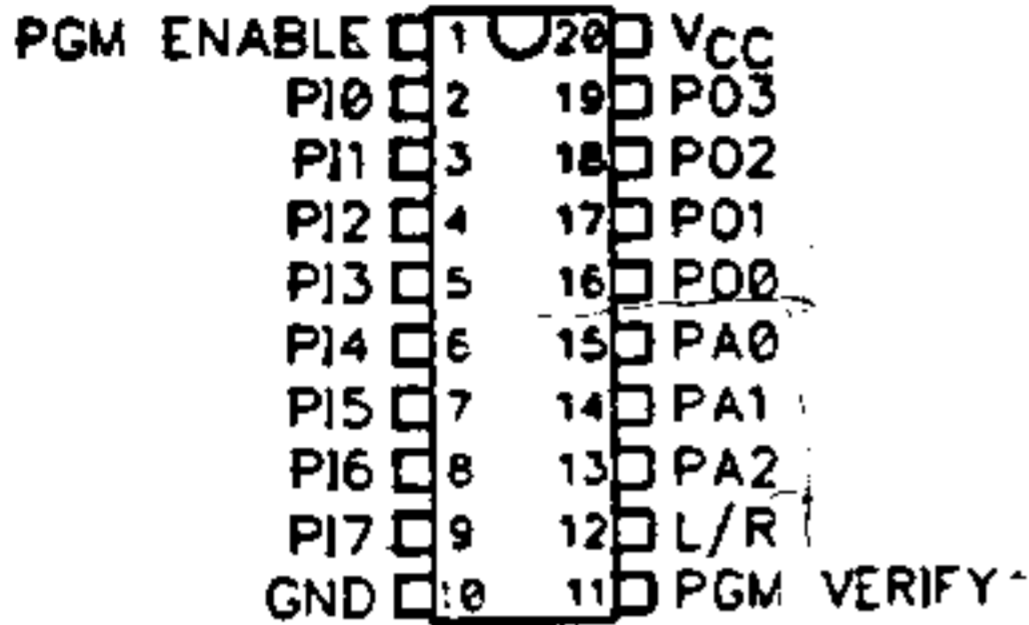 PGM ENABLE 1 20 VCC
PI0 2 19 PO3
PI1 3 18 PO2
PI2 4 17 PO1
PI3 5 16 PO0
PI4 6 15 PA0
PI5 7 14 PA1
PI6 8 13 PA2
PI7 9 12 L/R
GND 10 11 PGM VERIFY